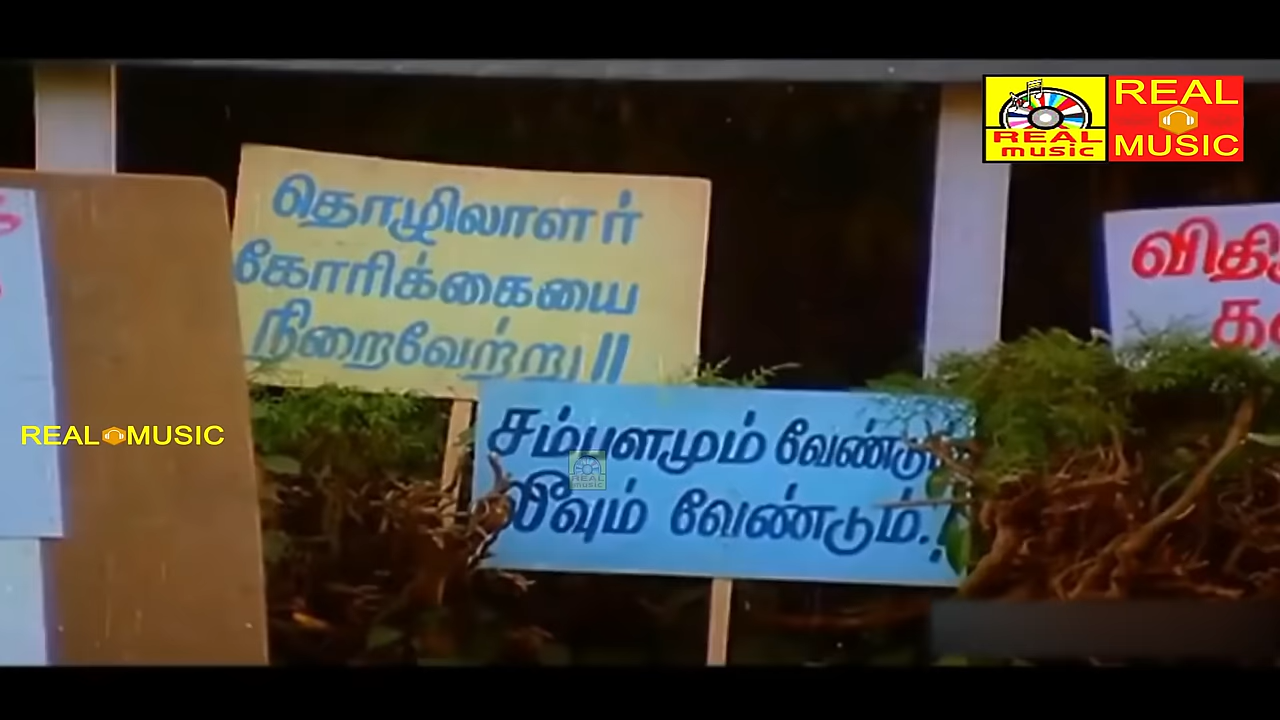 REAL MUSIC
REAL music
தொழிலாளர்
கோரிக்கையை
நிறைவேற்று!!
சம்பளமும் வேண்டும்
லீவும் வேண்டும்.!
REAL MUSIC
REAL music